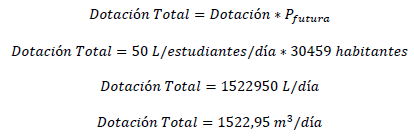 Dotación Total = Dotación * P_futura
Dotación Total = 50 L/estudiantes/día * 30459 habitantes
Dotación Total = 1522950 L/día
Dotación Total = 1522,95 m³/día